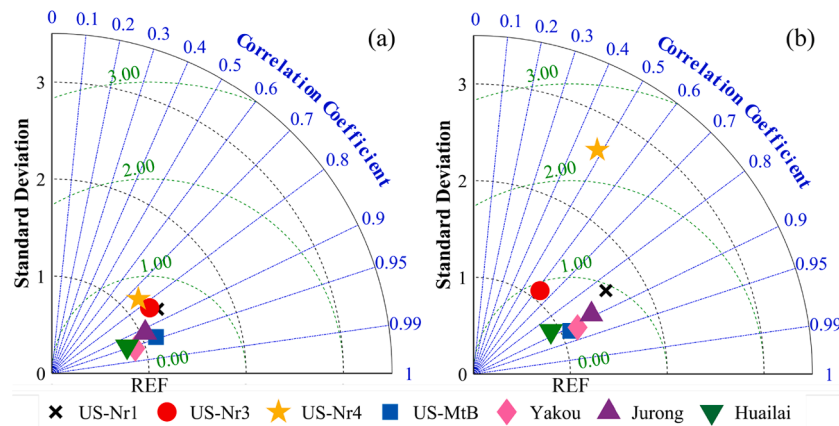 (a)
0 0.1 0.2 0.3 0.4 0.5 0.6 0.7 0.8 0.9 0.95 0.99 1
Correlation Coefficient
Standard Deviation
3
2
1
0
3.00
2.00
1.00
0.00
REF
(b)
0 0.1 0.2 0.3 0.4 0.5 0.6 0.7 0.8 0.9 0.95 0.99 1
Correlation Coefficient
Standard Deviation
3
2
1
0
3.00
2.00
1.00
0.00
REF
US-Nr1 US-Nr3 US-Nr4 US-MtB Yakou Jurong Huailai